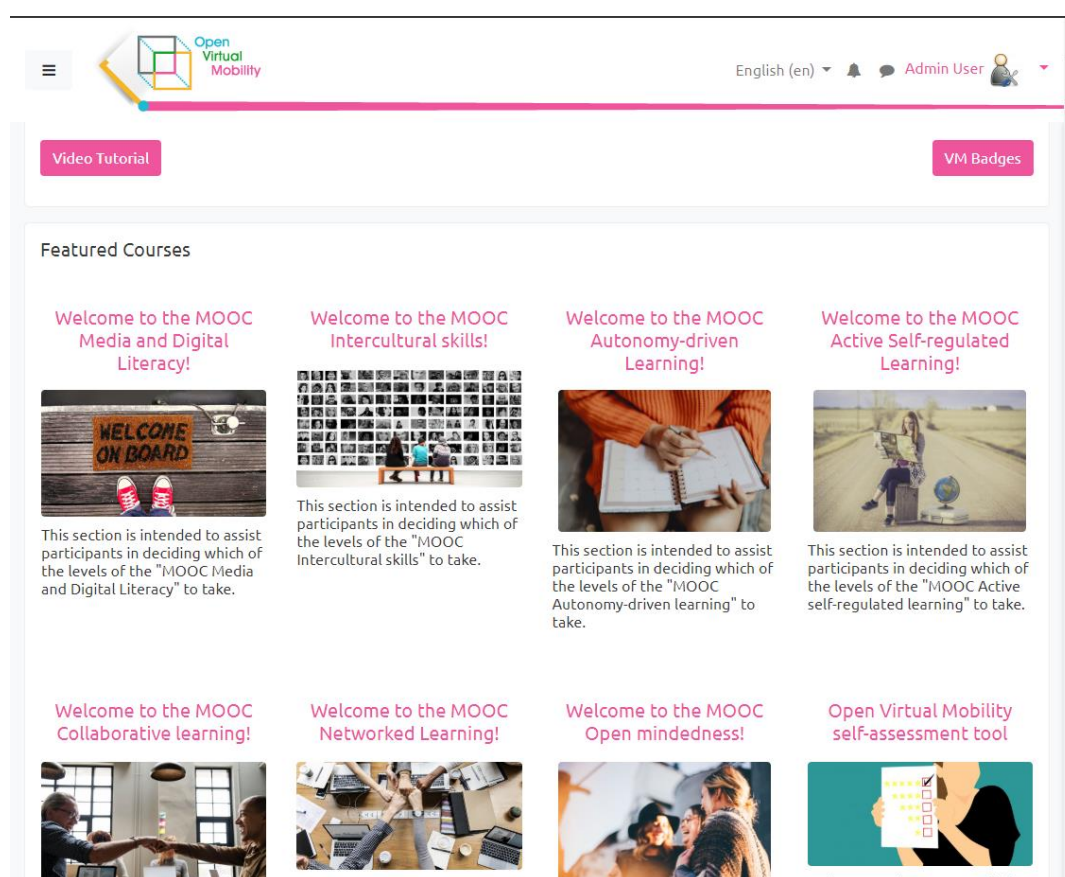 Open
Virtual
Mobility
English (en)
Admin User
Video Tutorial
VM Badges
Featured Courses
Welcome to the MOOC
Media and Digital
Literacy!
WELCOME
ON BOARD
This section is intended to assist
participants in deciding which of
the levels of the "MOOC Media
and Digital Literacy" to take.
Welcome to the MOOC
Intercultural skills!
This section is intended to assist
participants in deciding which of
the levels of the "MOOC
Intercultural skills" to take.
Welcome to the MOOC
Autonomy-driven
Learning!
This section is intended to assist
participants in deciding which of
the levels of the "MOOC
Autonomy-driven learning" to
take.
Welcome to the MOOC
Active Self-regulated
Learning!
This section is intended to assist
participants in deciding which of
the levels of the "MOOC Active
self-regulated learning" to take.
Welcome to the MOOC
Collaborative learning!
Welcome to the MOOC
Networked Learning!
Welcome to the MOOC
Open mindedness!
Open Virtual Mobility
self-assessment tool